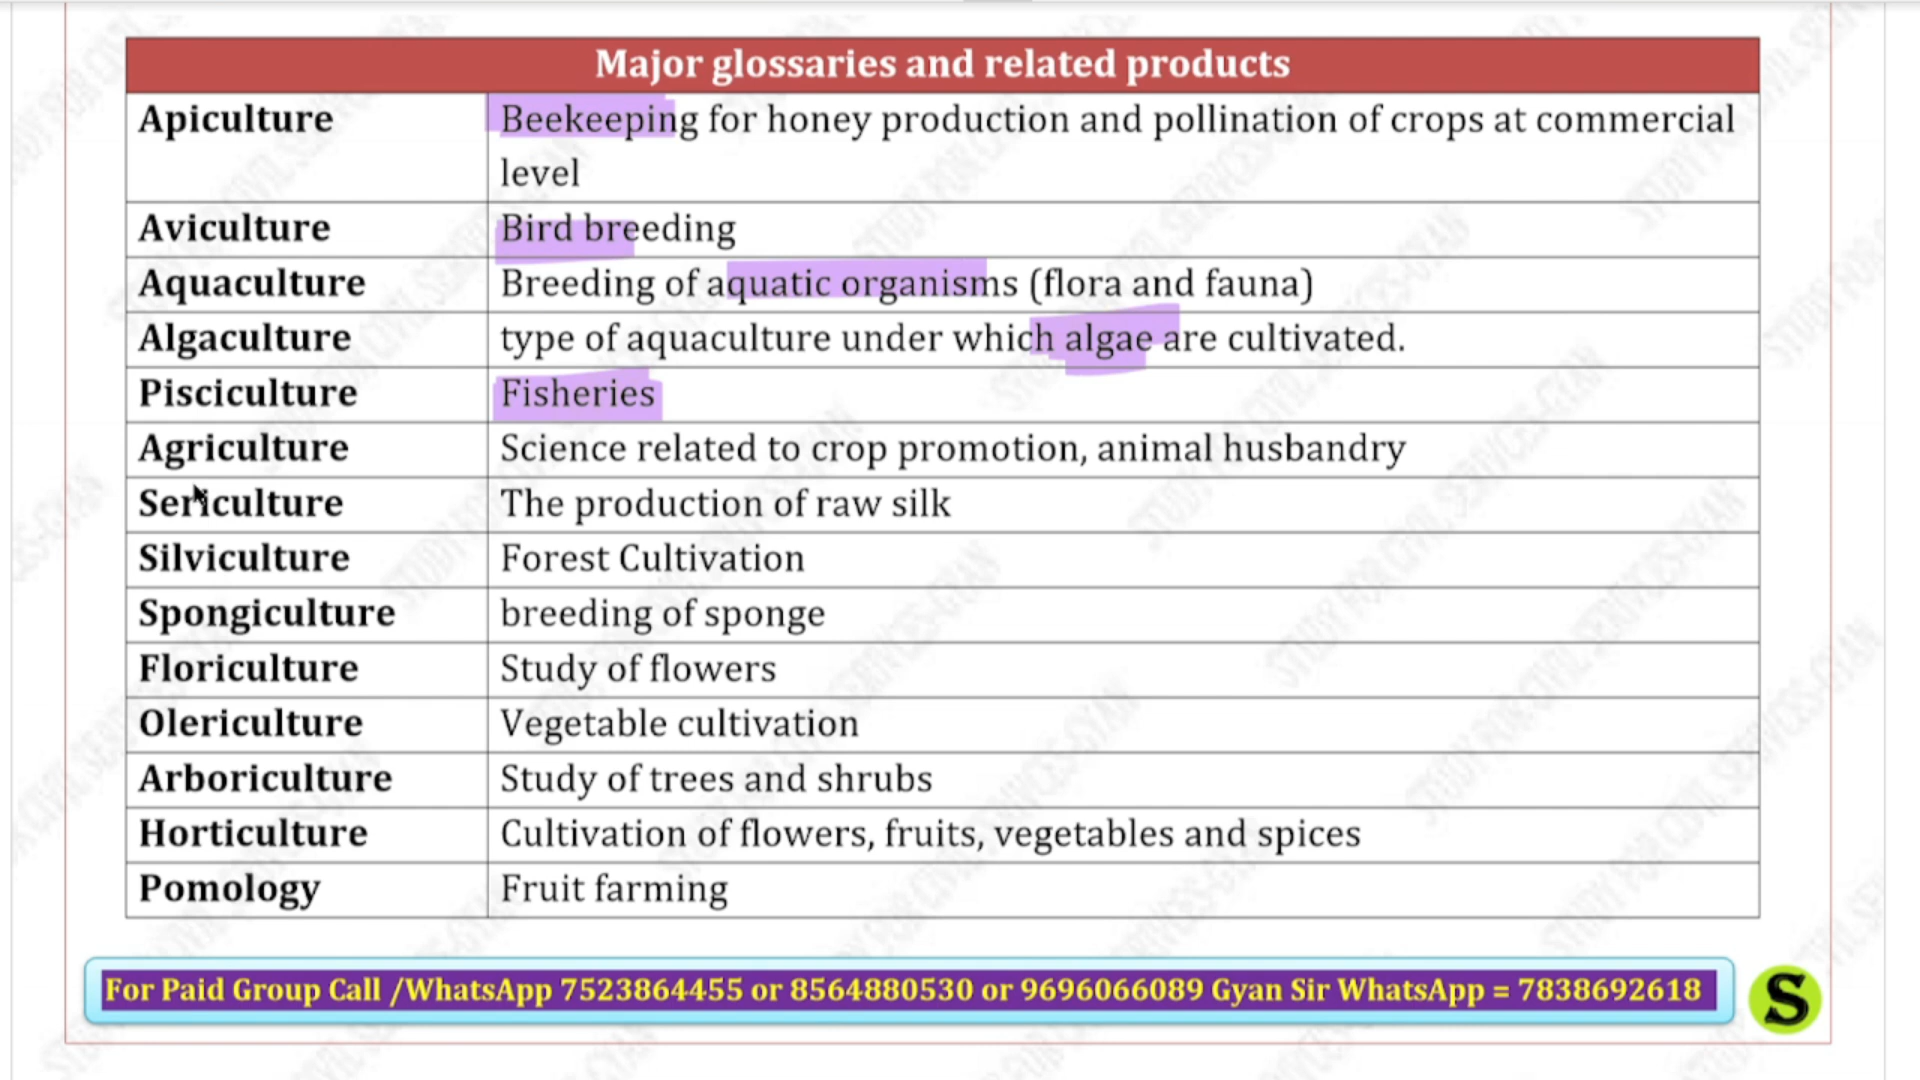 Major glossaries and related products
Apiculture
Beekeeping for honey production and pollination of crops at commercial
level
Aviculture
Bird breeding
Aquaculture
Breeding of aquatic organisms (flora and fauna)
Algaculture
type of aquaculture under which algae are cultivated.
Pisciculture
Fisheries
Agriculture
Science related to crop promotion, animal husbandry
Sericulture
The production of raw silk
Silviculture
Forest Cultivation
Spongiculture
breeding of sponge
Floriculture
Study of flowers
Olericulture
Vegetable cultivation
Arboriculture
Study of trees and shrubs
Horticulture
Cultivation of flowers, fruits, vegetables and spices
Pomology
Fruit farming
For Paid Group Call /WhatsApp 7523864455 or 8564880530 or 9696066089 Gyan Sir WhatsApp = 7838692618
S